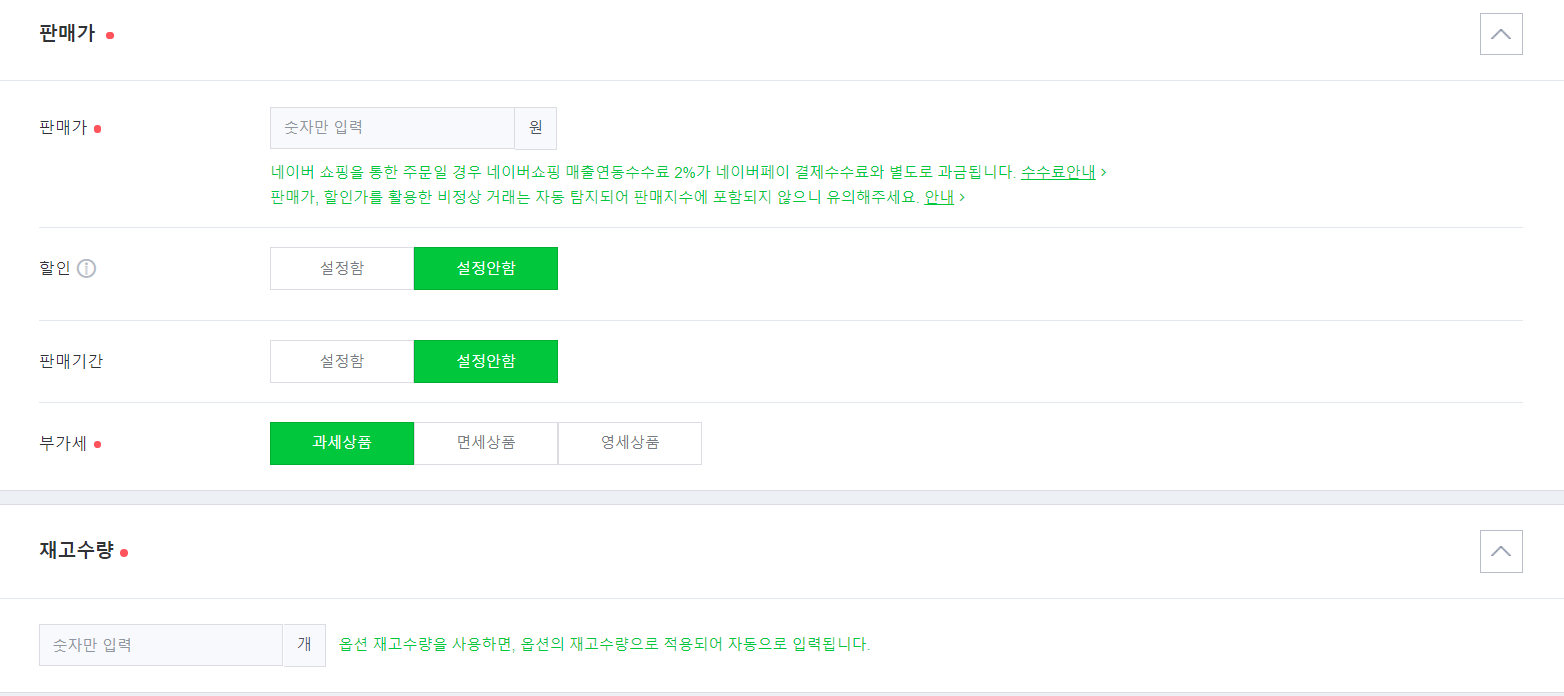 판매가
판매가 숫자만 입력 원
네이버 쇼핑을 통한 주문일 경우 네이버쇼핑 매출연동수수료 2%가 네이버페이 결제수수료와 별도로 과금됩니다. 수수료안내 >
판매가, 할인가를 활용한 비정상 거래는 자동 탐지되어 판매지수에 포함되지 않으니 유의해주세요. 안내 >
할인 설정함 설정안함
판매기간 설정함 설정안함
부가세 과세상품 면세상품 영세상품
재고수량
숫자만 입력 개 옵션 재고수량을 사용하면, 옵션의 재고수량으로 적용되어 자동으로 입력됩니다.